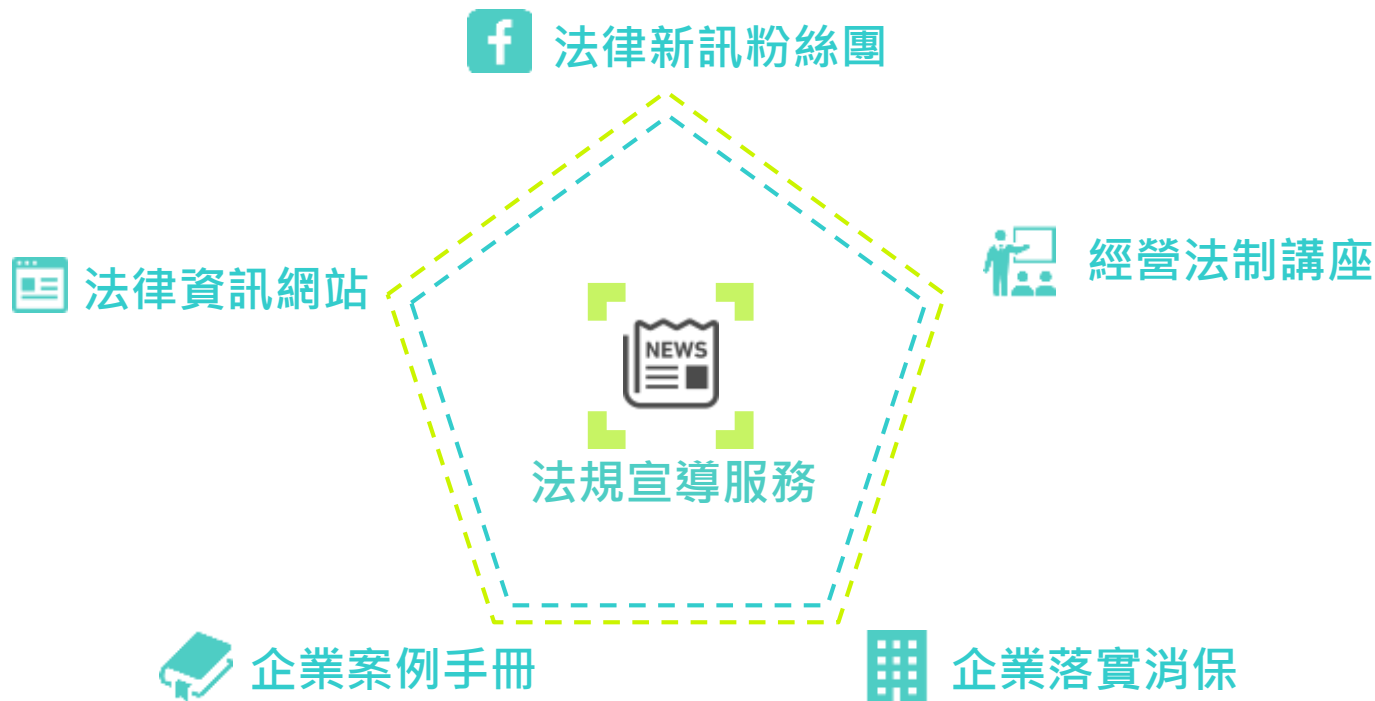 法律新訊粉絲團
經營法制講座
法律資訊網站
NEWS
法規宣導服務
企業案例手冊
企業落實消保